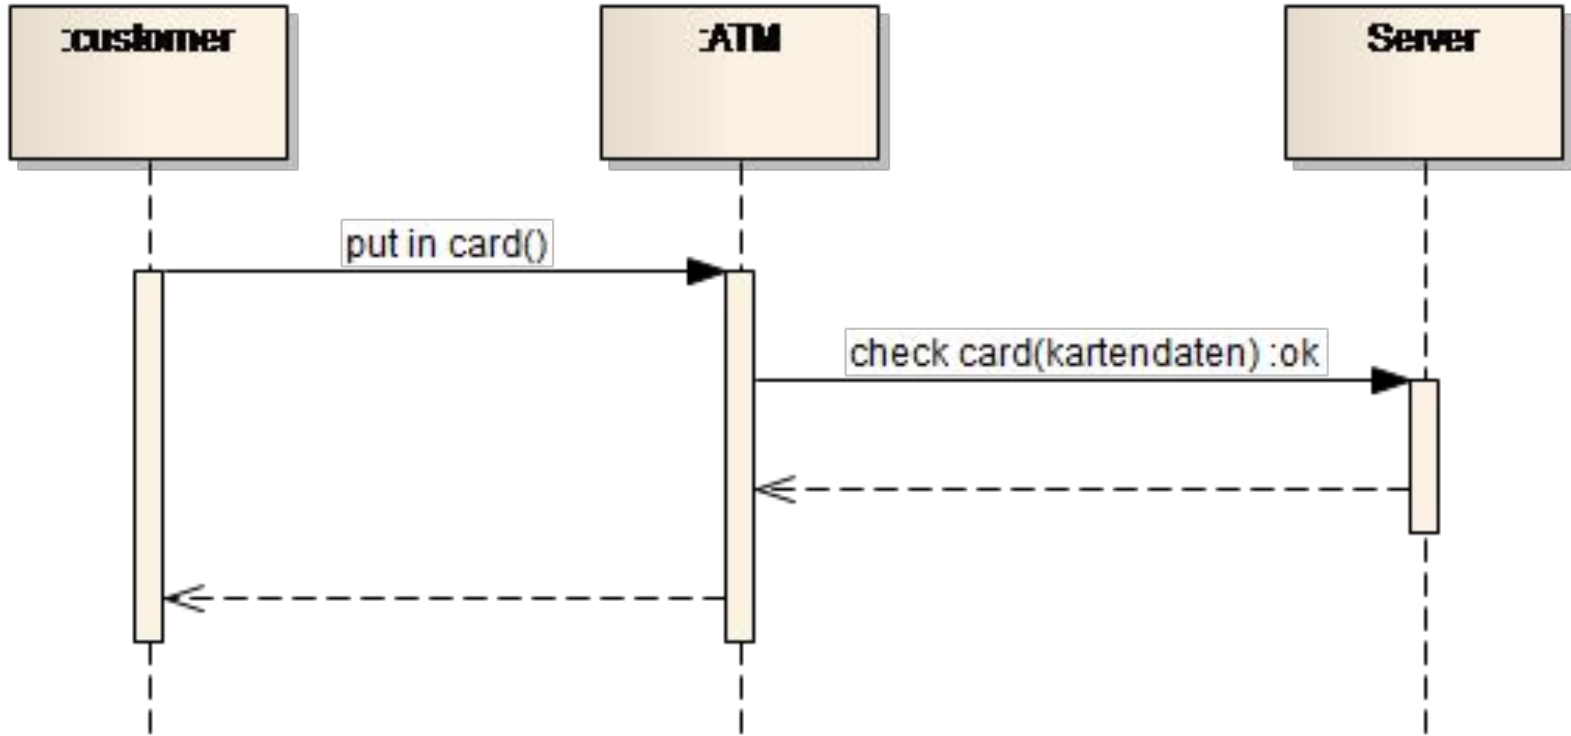 :customer
:ATM
Server
put in card()
check card(kartendaten) :ok